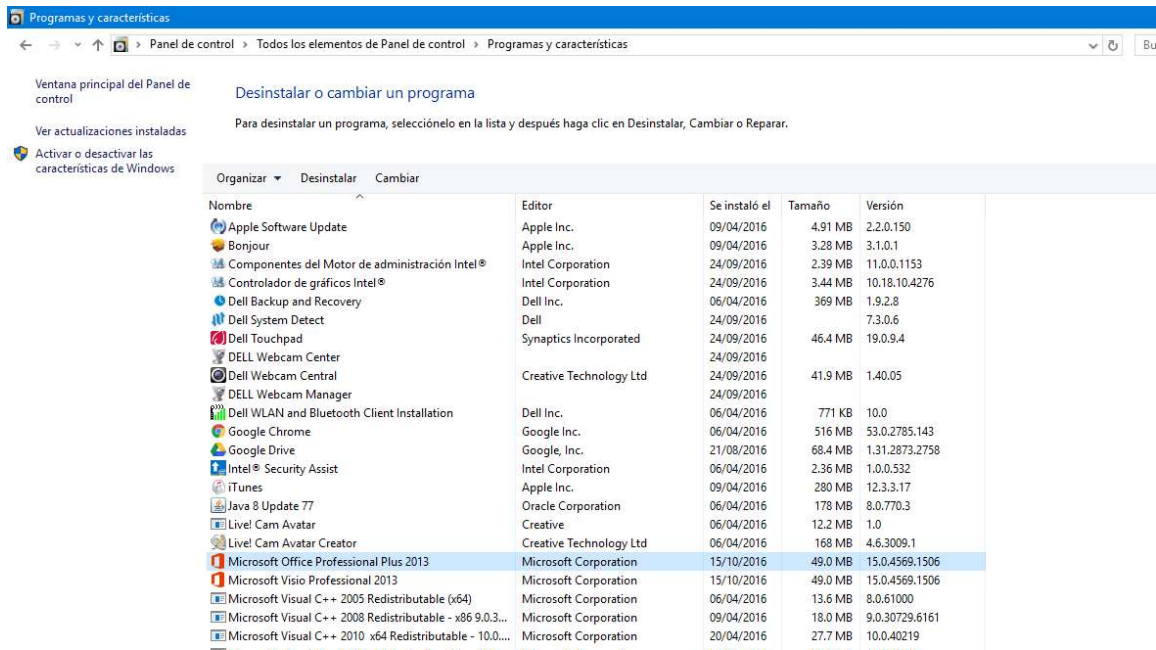 Programas y características
Panel de control > Todos los elementos de Panel de control > Programas y características
Bu
Ventana principal del Panel de
control
Ver actualizaciones instaladas
Activar o desactivar las
características de Windows
Desinstalar o cambiar un programa
Para desinstalar un programa, selecciónelo en la lista y después haga clic en Desinstalar, Cambiar o Reparar.
Organizar Desinstalar Cambiar
Nombre Editor Se instaló el Tamaño Versión
Apple Software Update Apple Inc. 09/04/2016 4.91 MB 2.2.0.150
Bonjour Apple Inc. 09/04/2016 3.28 MB 3.1.0.1
Componentes del Motor de administración Intel® Intel Corporation 24/09/2016 2.39 MB 11.0.0.1153
Controlador de gráficos Intel® Intel Corporation 24/09/2016 3.44 MB 10.18.10.4276
Dell Backup and Recovery Dell Inc. 06/04/2016 369 MB 1.9.2.8
Dell System Detect Dell 24/09/2016 7.3.0.6
Dell Touchpad Synaptics Incorporated 24/09/2016 46.4 MB 19.0.9.4
DELL Webcam Center 24/09/2016
Dell Webcam Central Creative Technology Ltd 24/09/2016 41.9 MB 1.40.05
DELL Webcam Manager 24/09/2016
Dell WLAN and Bluetooth Client Installation Dell Inc. 06/04/2016 771 KB 10.0
Google Chrome Google Inc. 06/04/2016 516 MB 53.0.2785.143
Google Drive Google, Inc. 21/08/2016 68.4 MB 1.31.2873.2758
Intel® Security Assist Intel Corporation 06/04/2016 2.36 MB 1.0.0.532
iTunes Apple Inc. 09/04/2016 280 MB 12.3.3.17
Java 8 Update 77 Oracle Corporation 06/04/2016 178 MB 8.0.770.3
Live! Cam Avatar Creative 06/04/2016 12.2 MB 1.0
Live! Cam Avatar Creator Creative Technology Ltd 06/04/2016 168 MB 4.6.3009.1
Microsoft Office Professional Plus 2013 Microsoft Corporation 15/10/2016 49.0 MB 15.0.4569.1506
Microsoft Visio Professional 2013 Microsoft Corporation 15/10/2016 49.0 MB 15.0.4569.1506
Microsoft Visual C++ 2005 Redistributable (x64) Microsoft Corporation 06/04/2016 13.6 MB 8.0.61000
Microsoft Visual C++ 2008 Redistributable - x86 9.0.3... Microsoft Corporation 09/04/2016 18.0 MB 9.0.30729.6161
Microsoft Visual C++ 2010 x64 Redistributable - 10.0.... Microsoft Corporation 20/04/2016 27.7 MB 10.0.40219